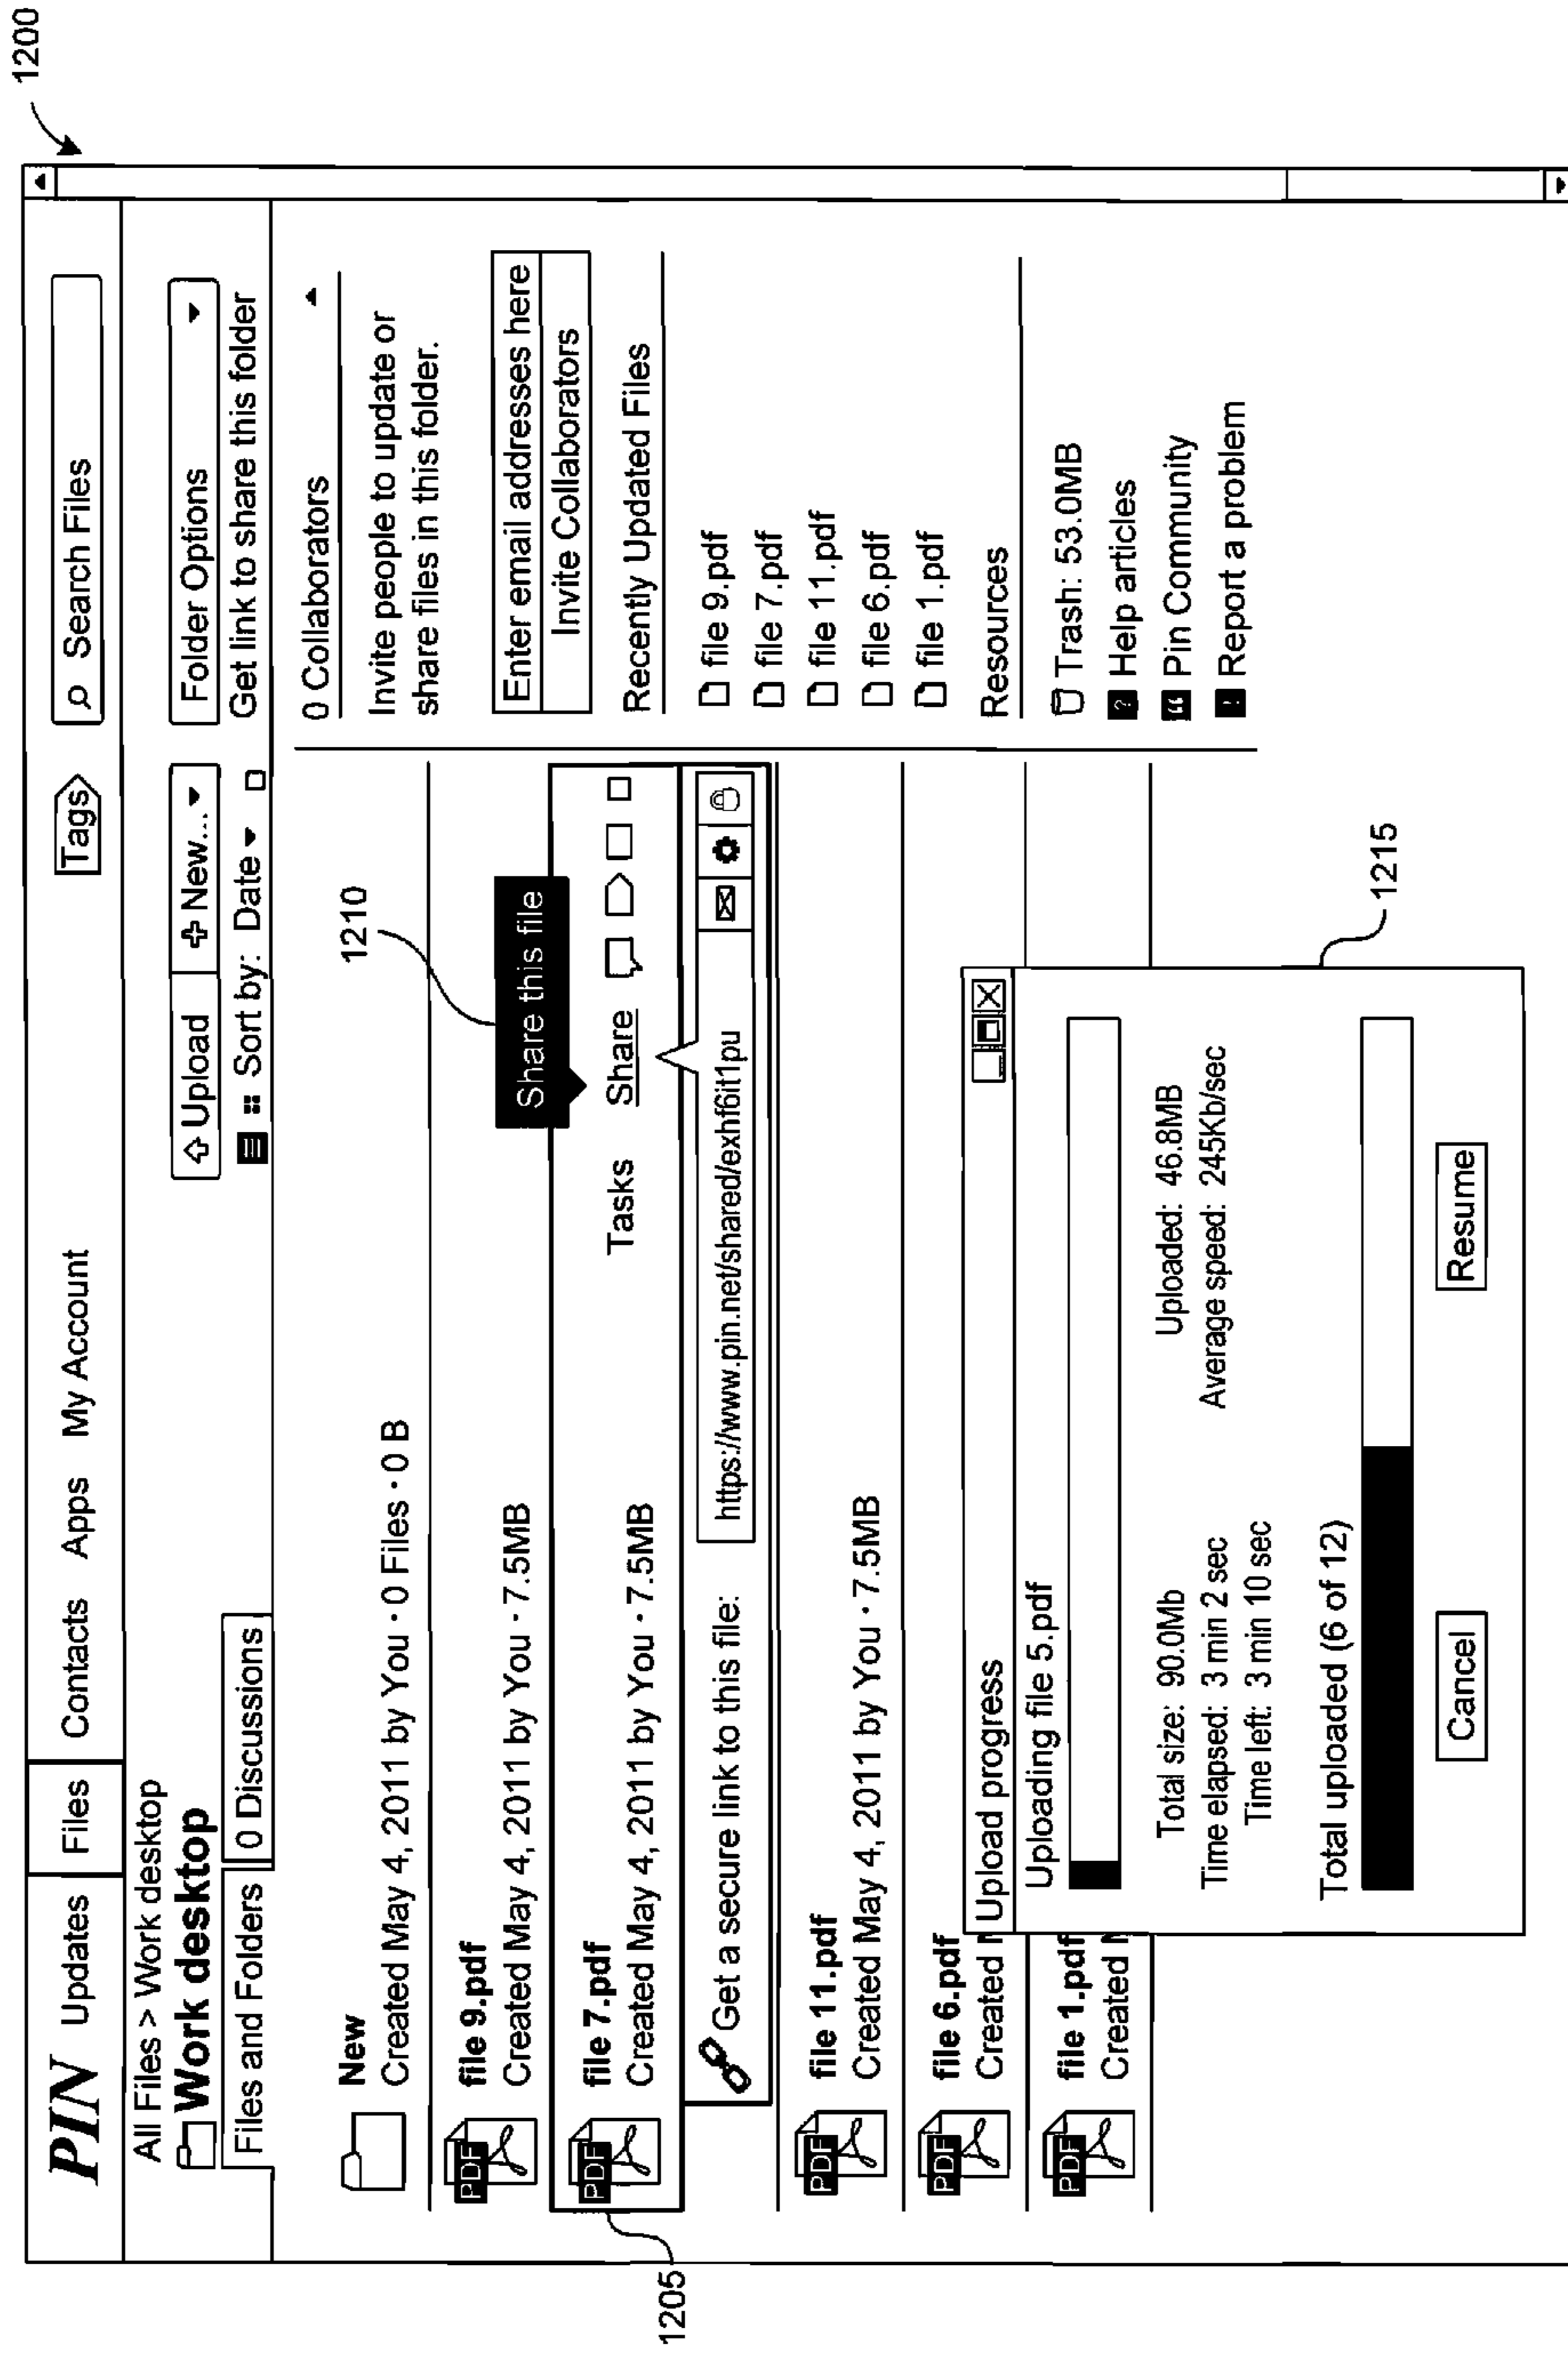 1200
PIN Updates Files Contacts Apps My Account Tags Search Files
All Files > Work desktop
Work desktop
Upload New... Folder Options
Files and Folders 0 Discussions Sort by: Date Get link to share this folder
New
Created May 4, 2011 by You · 0 Files · 0 B
1210
PDF file 9.pdf
Created May 4, 2011 by You · 7.5MB
Share this file
1205
PDF file 7.pdf
Created May 4, 2011 by You · 7.5MB
Tasks Share
Get a secure link to this file: https://www.pin.net/shared/exhf6it1pu
PDF file 11.pdf
Created May 4, 2011 by You · 7.5MB
PDF file 6.pdf
Created
PDF file 1.pdf
Created
0 Collaborators
Invite people to update or
share files in this folder.
Enter email addresses here
Invite Collaborators
Recently Updated Files
file 9.pdf
file 7.pdf
file 11.pdf
file 6.pdf
file 1.pdf
Resources
Trash: 53.0MB
? Help articles
Pin Community
! Report a problem
Upload progress
Uploading file 5.pdf
Total size: 90.0Mb Uploaded: 46.8MB
Time elapsed: 3 min 2 sec Average speed: 245Kb/sec
Time left: 3 min 10 sec
Total uploaded (6 of 12)
Cancel Resume
1215